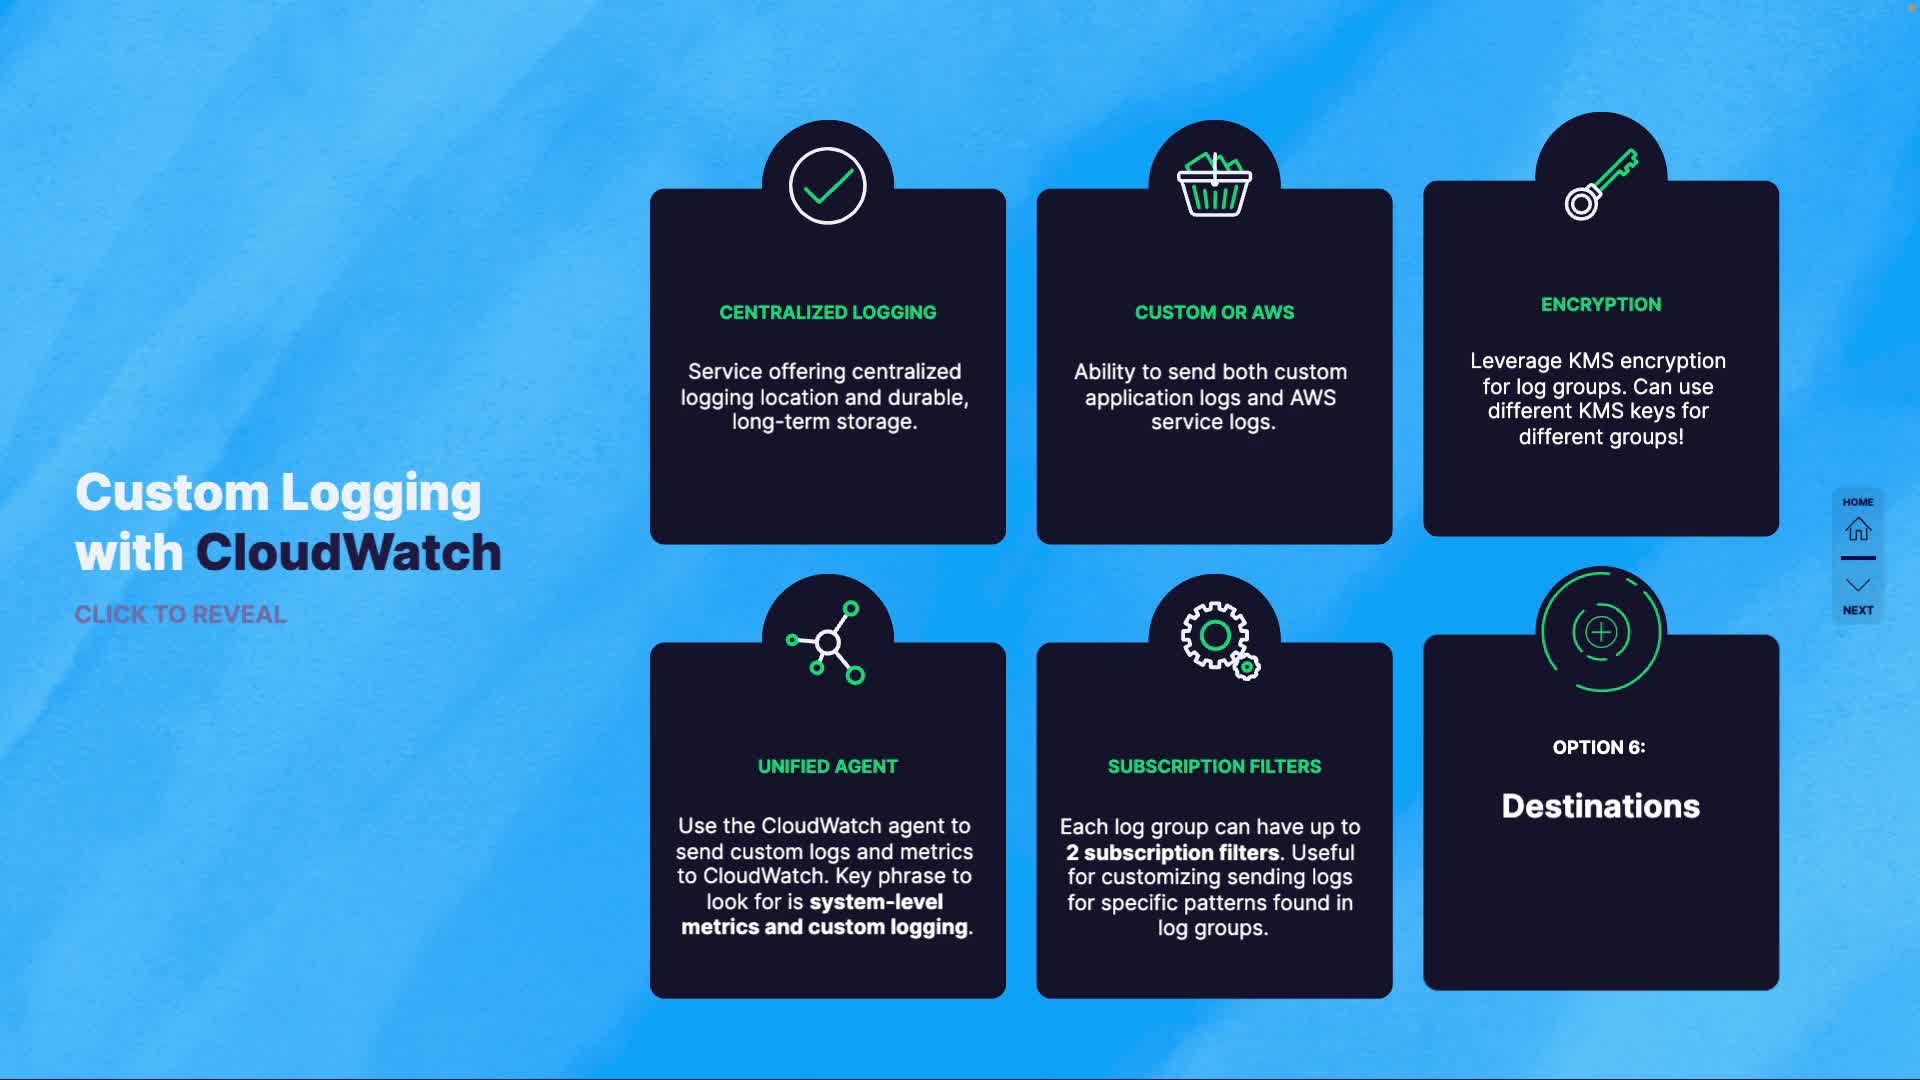 Custom Logging
with CloudWatch
CLICK TO REVEAL
CENTRALIZED LOGGING
Service offering centralized
logging location and durable,
long-term storage.
CUSTOM OR AWS
Ability to send both custom
application logs and AWS
service logs.
ENCRYPTION
Leverage KMS encryption
for log groups. Can use
different KMS keys for
different groups!
UNIFIED AGENT
Use the CloudWatch agent to
send custom logs and metrics
to CloudWatch. Key phrase to
look for is system-level
metrics and custom logging.
SUBSCRIPTION FILTERS
Each log group can have up to
2 subscription filters. Useful
for customizing sending logs
for specific patterns found in
log groups.
OPTION 6:
Destinations
HOME
NEXT